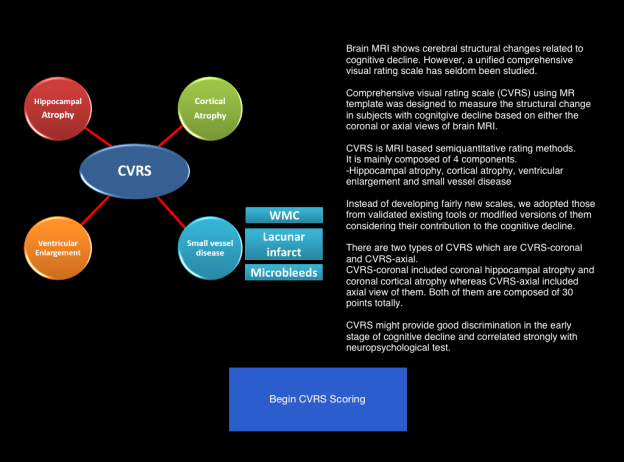 Hippocampal
Atrophy
Cortical
Atrophy
CVRS
Ventricular
Enlargement
Small vessel
disease
WMC
Lacunar
infarct
Microbleeds
Brain MRI shows cerebral structural changes related to
cognitive decline. However, a unified comprehensive
visual rating scale has seldom been studied.
Comprehensive visual rating scale (CVRS) using MR
template was designed to measure the structural change
in subjects with cognitgive decline based on either the
coronal or axial views of brain MRI.
CVRS is MRI based semiquantitative rating methods.
It is mainly composed of 4 components.
-Hippocampal atrophy, cortical atrophy, ventricular
enlargement and small vessel disease
Instead of developing fairly new scales, we adopted those
from validated existing tools or modified versions of them
considering their contribution to the cognitive decline.
There are two types of CVRS which are CVRS-coronal
and CVRS-axial.
CVRS-coronal included coronal hippocampal atrophy and
coronal cortical atrophy whereas CVRS-axial included
axial view of them. Both of them are composed of 30
points totally.
CVRS might provide good discrimination in the early
stage of cognitive decline and correlated strongly with
neuropsychological test.
Begin CVRS Scoring